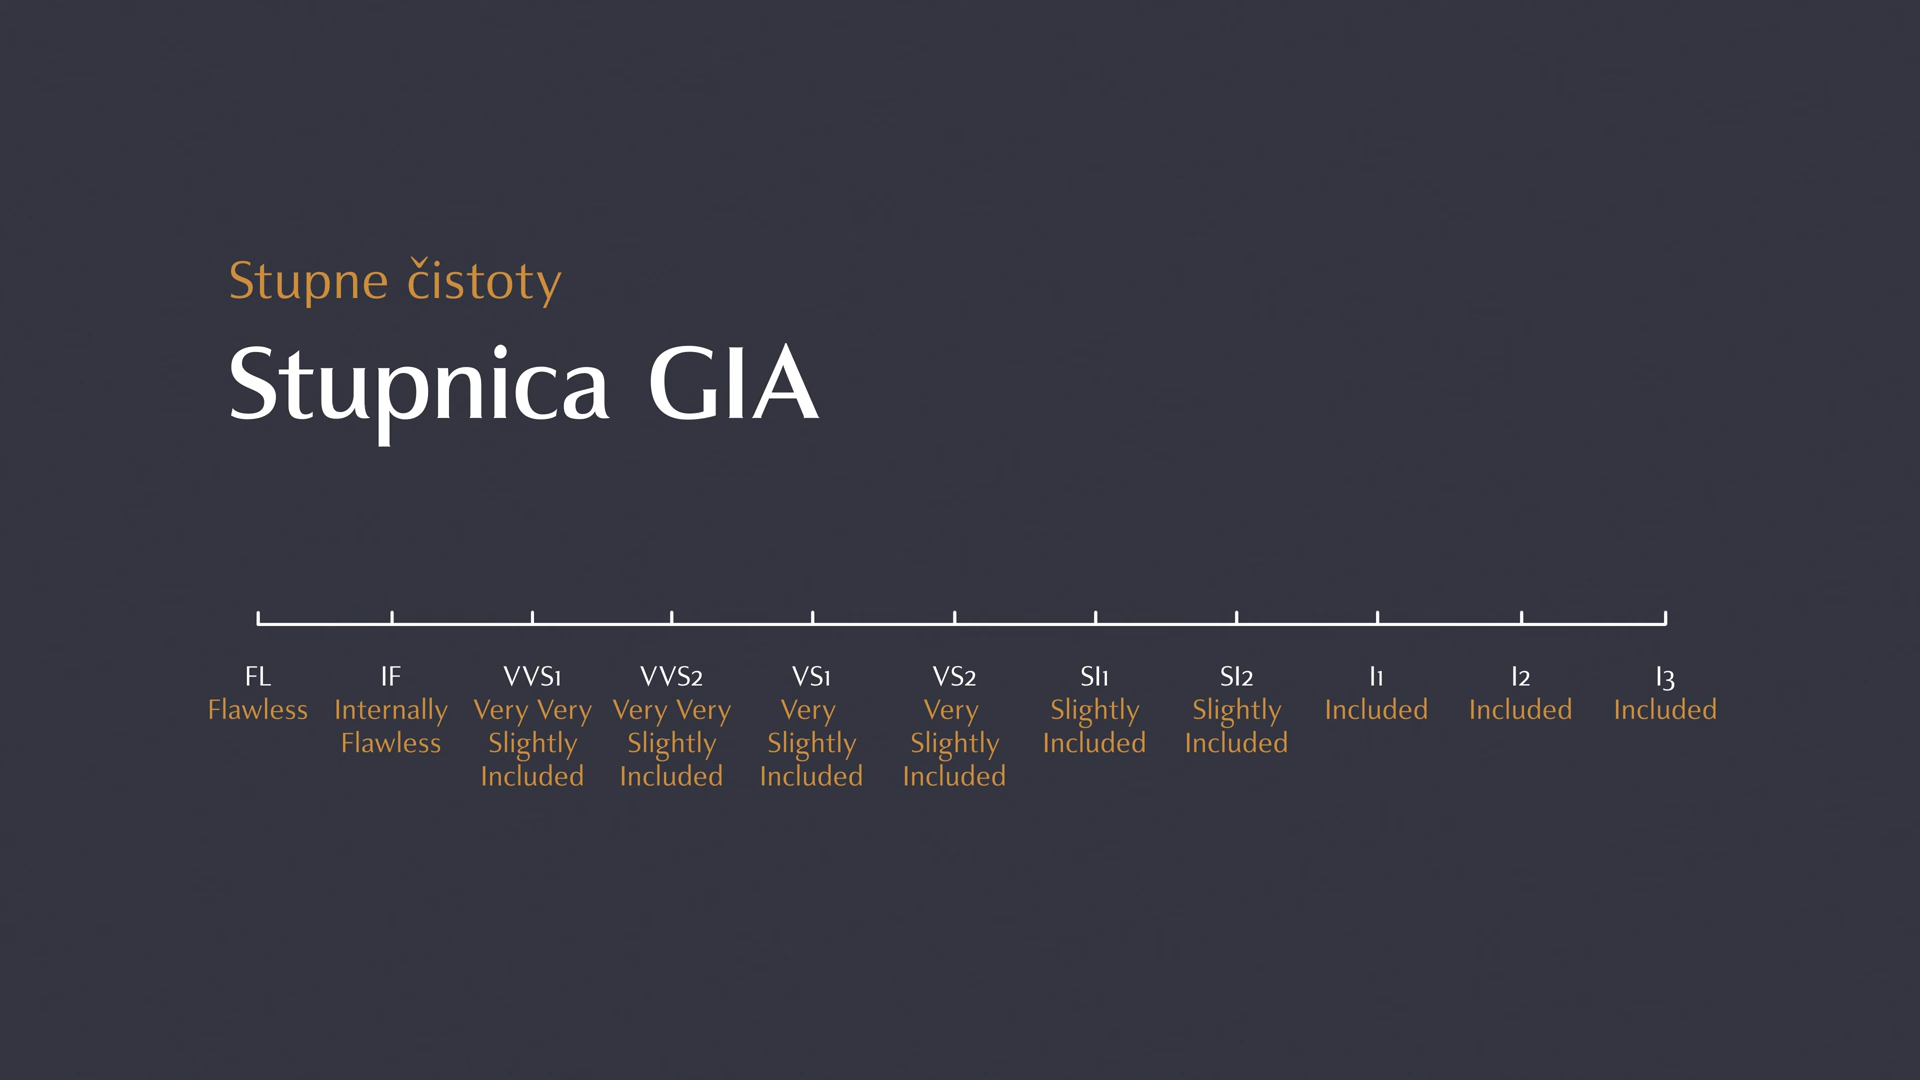 Stupne čistoty
Stupnica GIA
FL IF VVS1 VVS2 VS1 VS2 SI1 SI2 I1 I2 I3
Flawless Internally Very Very Very Very Very Very Slightly Slightly Included Included Included
Flawless Slightly Slightly Slightly Slightly Included Included
Included Included Included Included